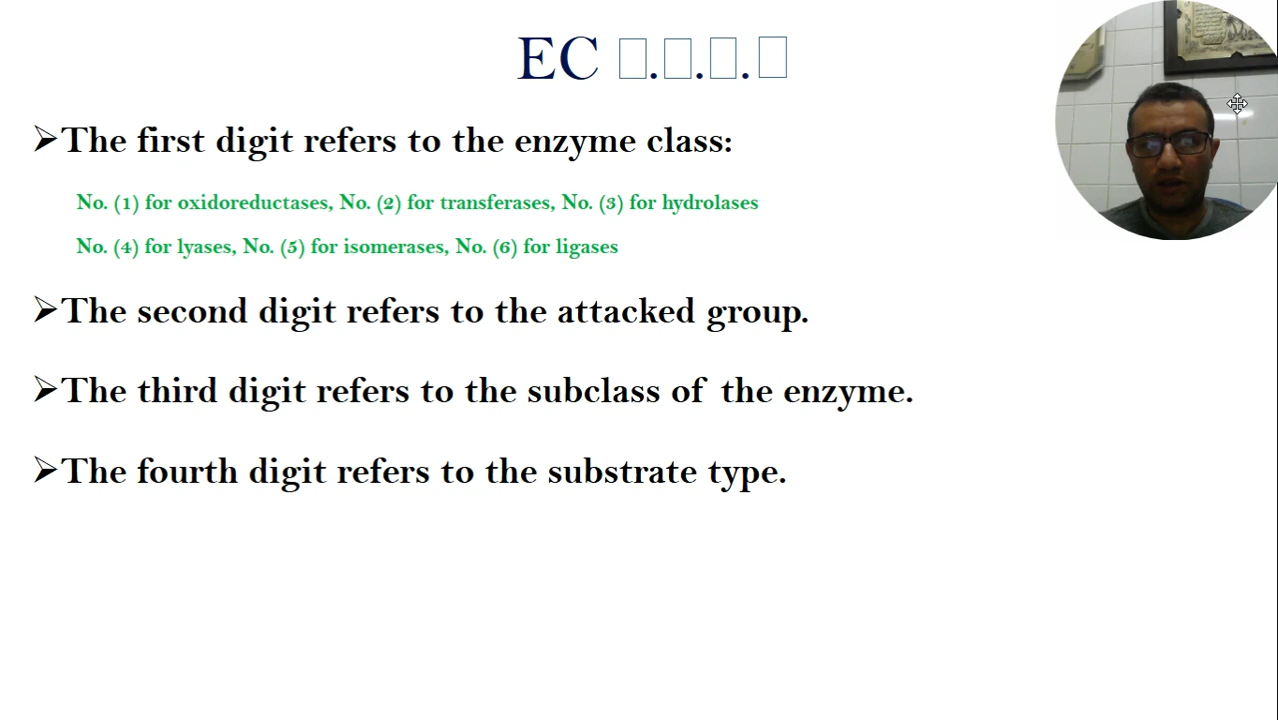 EC □.□.□.□
➢The first digit refers to the enzyme class:
No. (1) for oxidoreductases, No. (2) for transferases, No. (3) for hydrolases
No. (4) for lyases, No. (5) for isomerases, No. (6) for ligases
➢The second digit refers to the attacked group.
➢The third digit refers to the subclass of the enzyme.
➢The fourth digit refers to the substrate type.